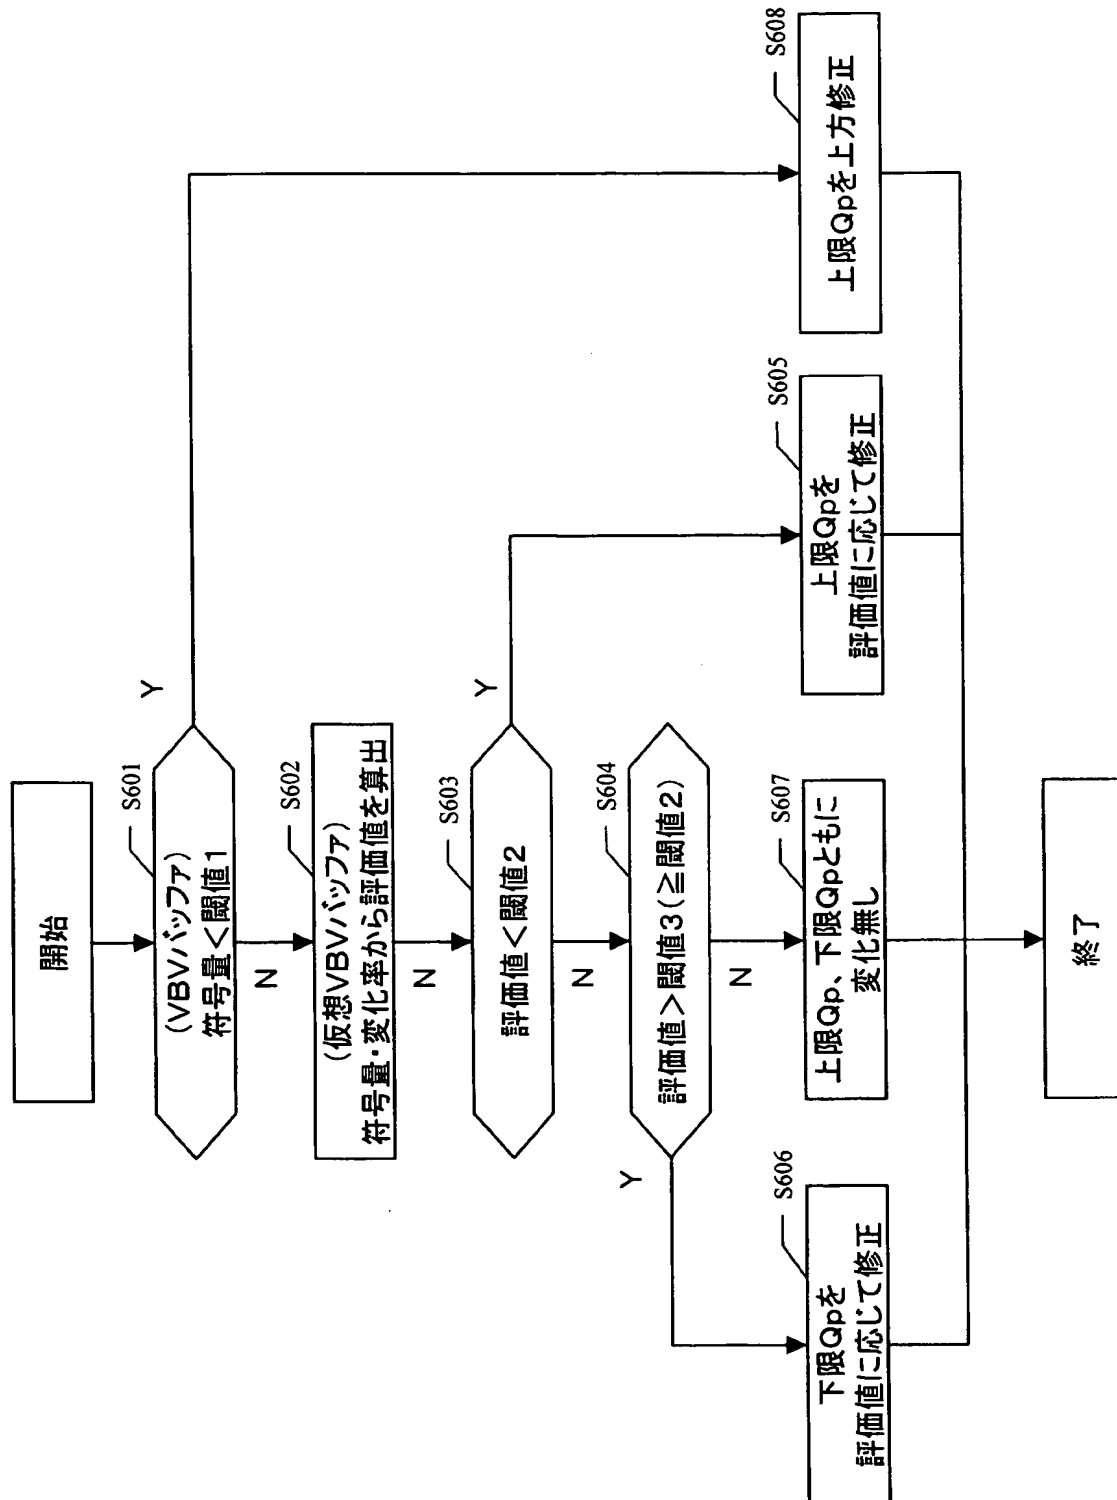 開始
S601
(VBVバッファ)
符号量<閾値1
Y
N
S602
(仮想VBVバッファ)
符号量・変化率から評価値を算出
N
S603
評価値<閾値2
Y
N
S604
評価値>閾値3(≧閾値2)
Y
N
S606
下限Qpを
評価値に応じて修正
S607
上限Qp、下限Qpともに
変化無し
S605
上限Qpを
評価値に応じて修正
S608
上限Qpを上方修正
終了